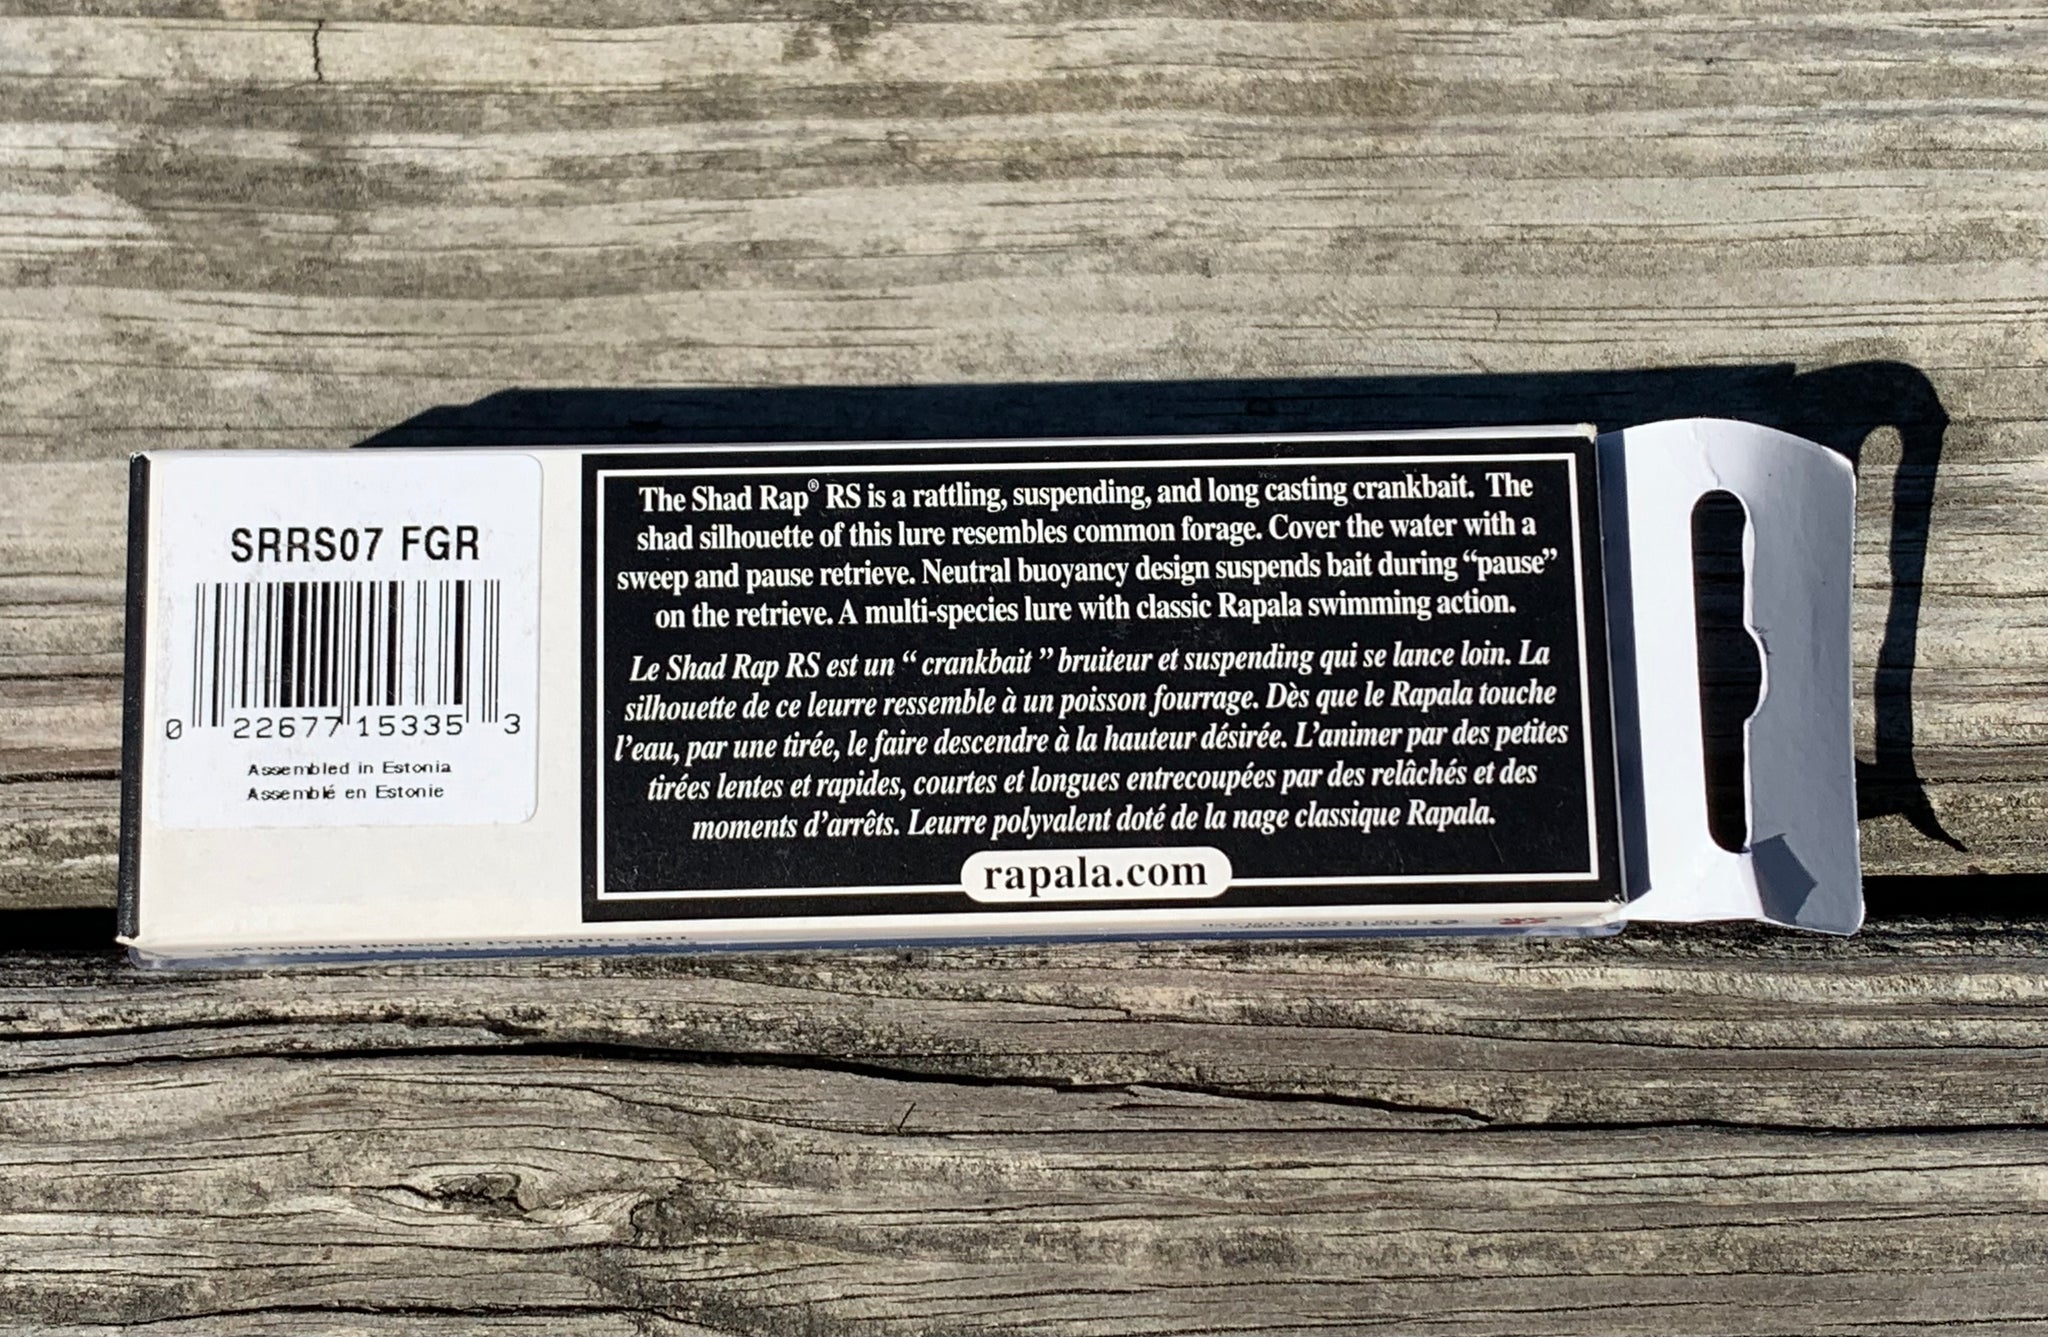 SRRS07 FGR
0 22677 15335 3
Assembled in Estonia
Assemblé en Estonie
The Shad Rap® RS is a rattling, suspending, and long casting crankbait. The
shad silhouette of this lure resembles common forage. Cover the water with a
sweep and pause retrieve. Neutral buoyancy design suspends bait during “pause”
on the retrieve. A multi-species lure with classic Rapala swimming action.
Le Shad Rap RS est un “ crankbait ” bruiteur et suspending qui se lance loin. La
silhouette de ce leurre ressemble à un poisson fourrage. Dès que le Rapala touche
l’eau, par une tirée, le faire descendre à la hauteur désirée. L’animer par des petites
tirées lentes et rapides, courtes et longues entrecoupées par des relâchés et des
moments d’arrêts. Leurre polyvalent doté de la nage classique Rapala.
rapala.com